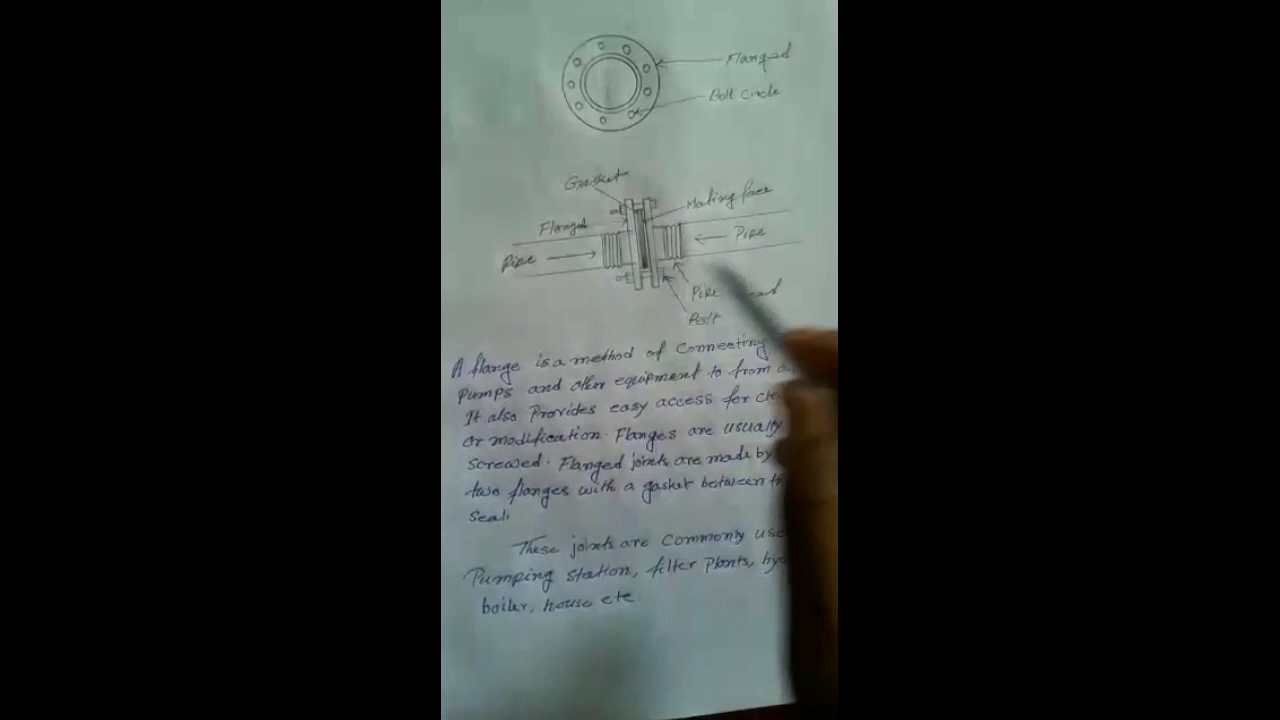 Flanged
Bolt Circle
Gasket
Mating face
Flanged
Pipe
Pipe
Pipe
Bolt
A flange is a method of Connecting
Pumps and other equipment to from a
It also Provides easy access for cle
or modification. Flanges are usually
screwed. Flanged joints are made by
two flanges with a gasket between th
seal.
These joints are commonly use
Pumping station, filter Plants, hyd
boiler, house etc